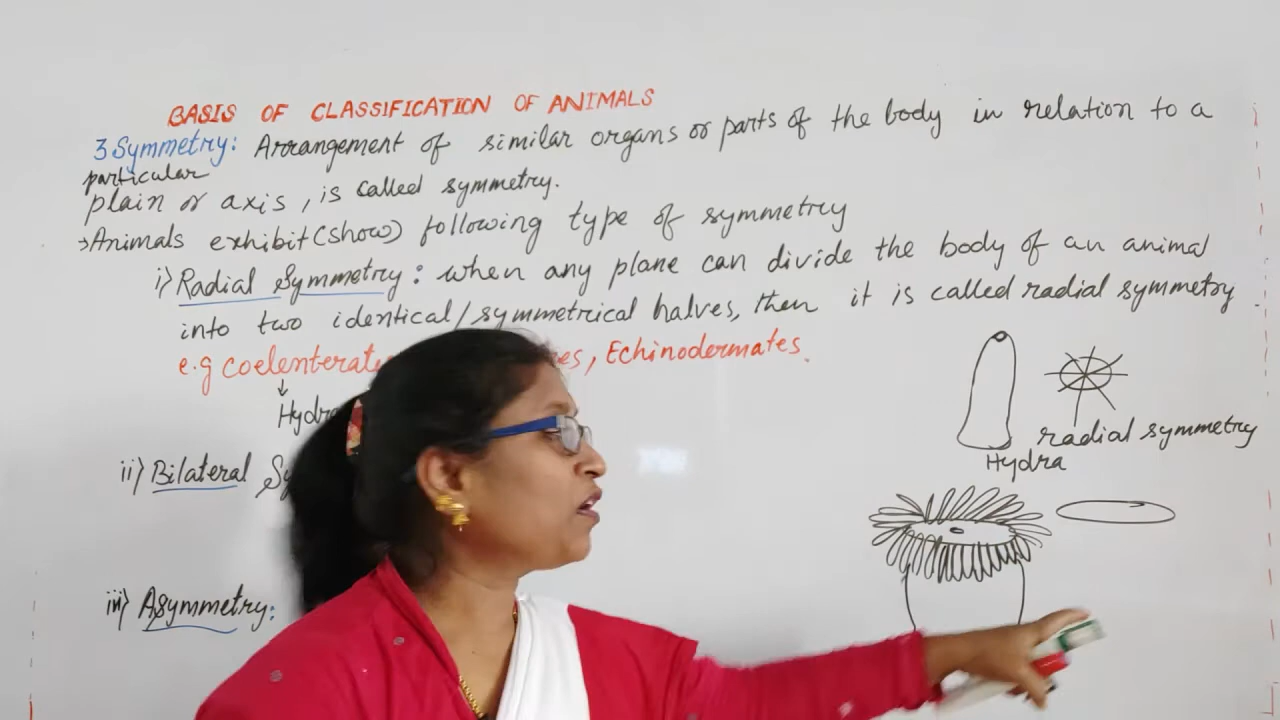 BASIS OF CLASSIFICATION OF ANIMALS
3 Symmetry: Arrangement of similar organs or parts of the body in relation to a
particular
plain or axis, is called symmetry.
→Animals exhibit(show) following type of symmetry
i) Radial Symmetry: when any plane can divide the body of an animal
into two identical/symmetrical halves, then it is called radial symmetry
e.g coelenterat , Echinodermates.
↓
Hydra
radial symmetry
Hydra
ii) Bilateral
iii) Asymmetry: